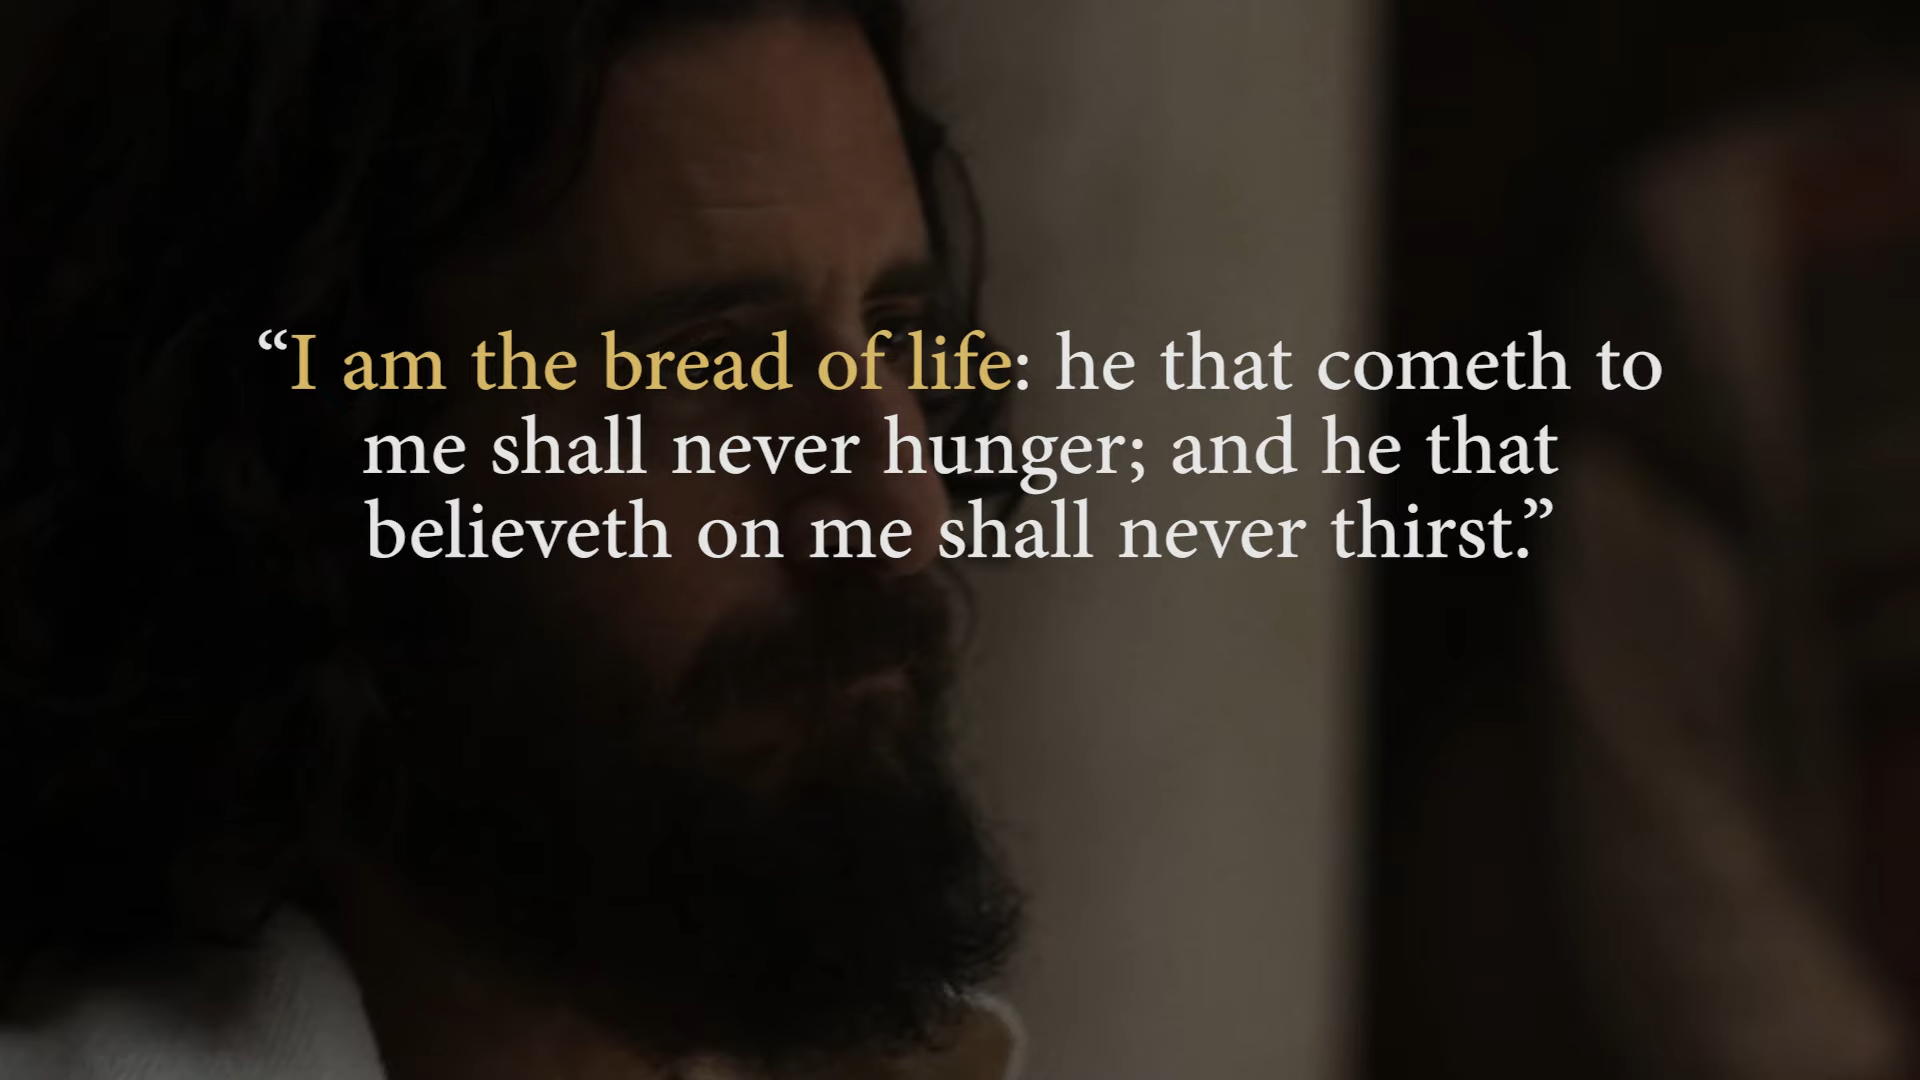 “I am the bread of life: he that cometh to
me shall never hunger; and he that
believeth on me shall never thirst.”